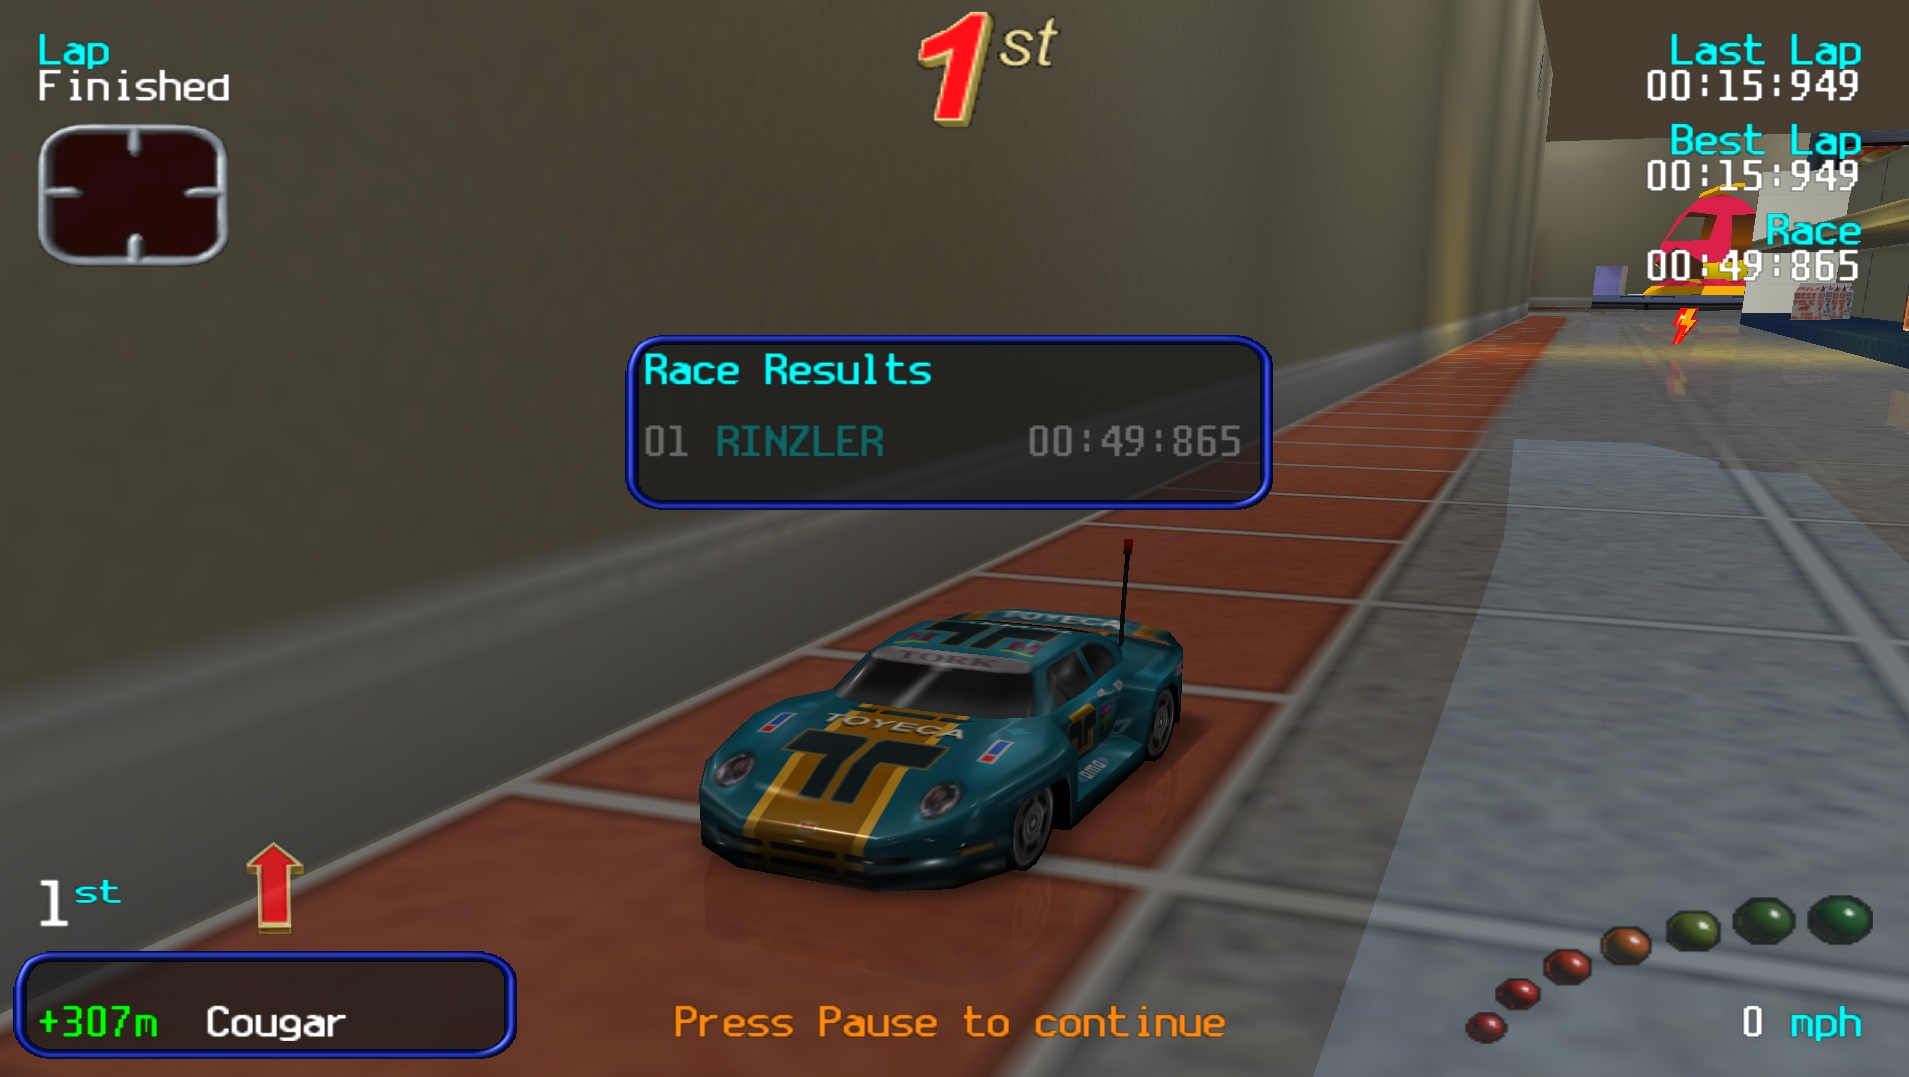 Lap
Finished
1st
Last Lap
00:15:949
Best Lap
00:15:949
Race
00:49:865
Race Results
01 RINZLER 00:49:865
TOYECA
TORK
TOYECA
1st
+307m Cougar
Press Pause to continue
0 mph